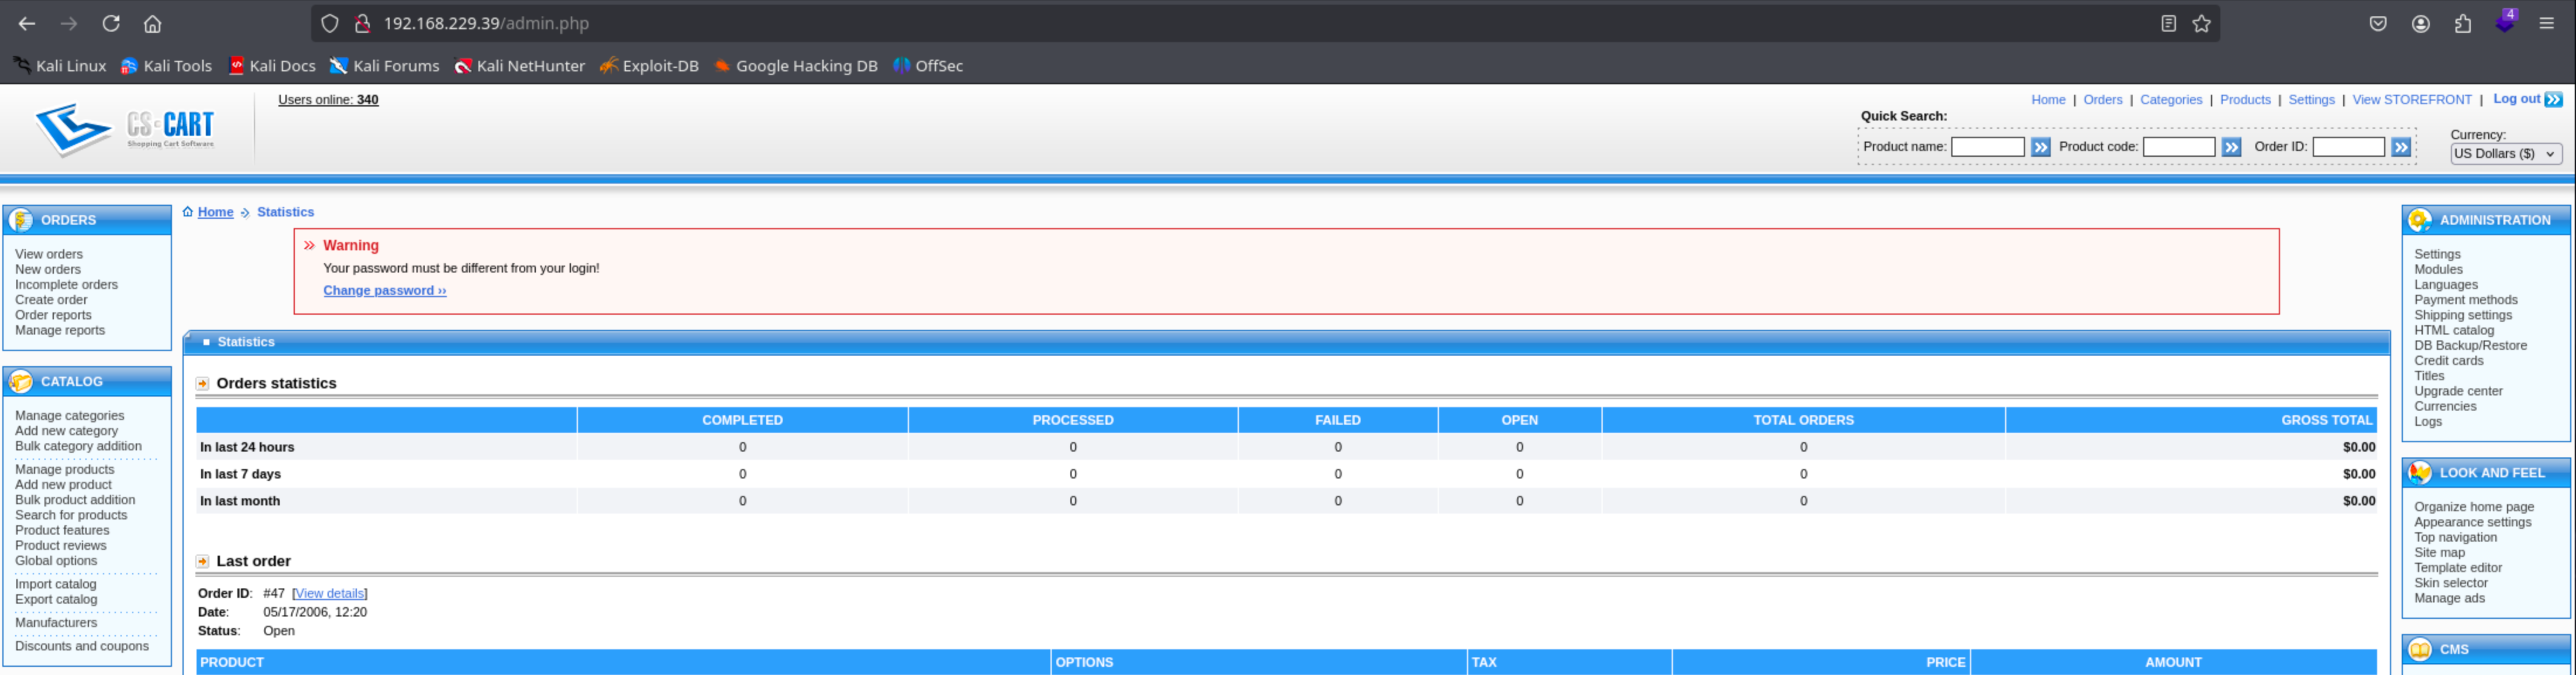 192.168.229.39/admin.php
4
Kali Linux Kali Tools Kali Docs Kali Forums Kali NetHunter Exploit-DB Google Hacking DB OffSec
CS-CART
Shopping Cart Software
Users online: 340
Home | Orders | Categories | Products | Settings | View STOREFRONT | Log out
Quick Search:
Product name: Product code: Order ID:
Currency:
US Dollars ($)
ORDERS
View orders
New orders
Incomplete orders
Create order
Order reports
Manage reports
CATALOG
Manage categories
Add new category
Bulk category addition
Manage products
Add new product
Bulk product addition
Search for products
Product features
Product reviews
Global options
Import catalog
Export catalog
Manufacturers
Discounts and coupons
Home Statistics
Warning
Your password must be different from your login!
Change password ››
Statistics
Orders statistics
COMPLETED PROCESSED FAILED OPEN TOTAL ORDERS GROSS TOTAL
In last 24 hours 0 0 0 0 0 $0.00
In last 7 days 0 0 0 0 0 $0.00
In last month 0 0 0 0 0 $0.00
Last order
Order ID: #47 [View details]
Date: 05/17/2006, 12:20
Status: Open
PRODUCT OPTIONS TAX PRICE AMOUNT
ADMINISTRATION
Settings
Modules
Languages
Payment methods
Shipping settings
HTML catalog
DB Backup/Restore
Credit cards
Titles
Upgrade center
Currencies
Logs
LOOK AND FEEL
Organize home page
Appearance settings
Top navigation
Site map
Template editor
Skin selector
Manage ads
CMS